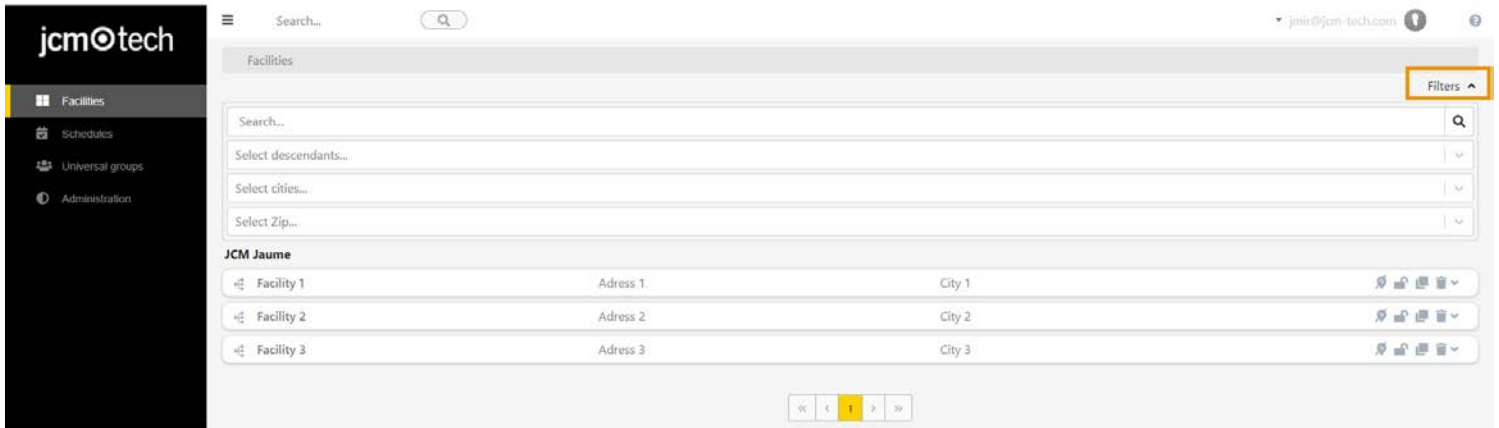 jcm tech
Search...
jmir@jcm-tech.com
Facilities
Filters
Facilities
Schedules
Universal groups
Administration
Search...
Select descendants...
Select cities...
Select Zip...
JCM Jaume
Facility 1 Adress 1 City 1
Facility 2 Adress 2 City 2
Facility 3 Adress 3 City 3
« < 1 > »